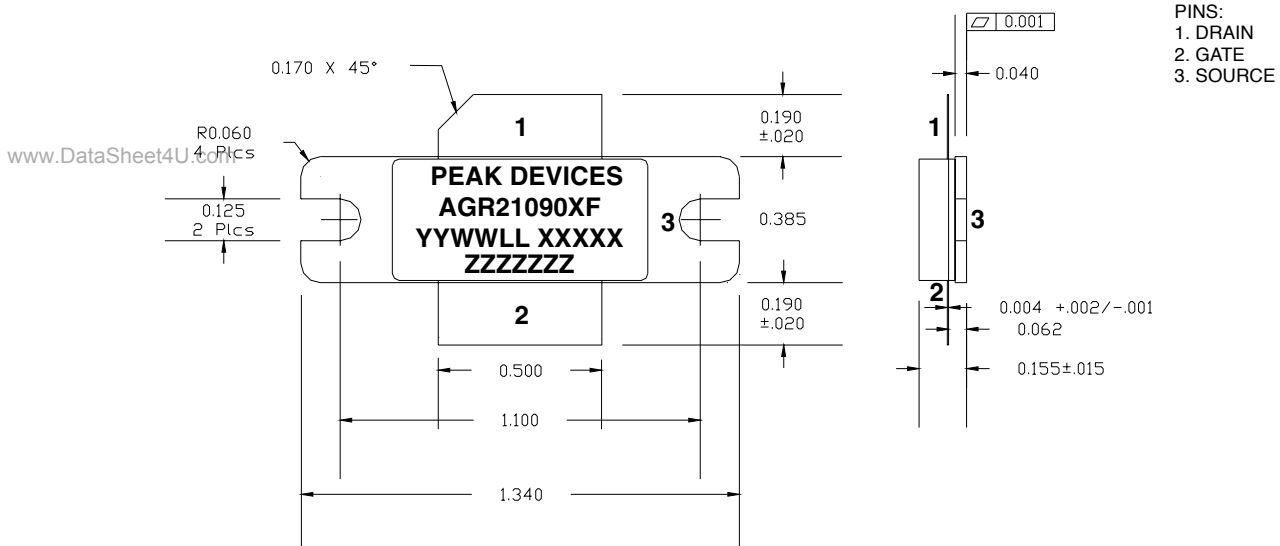 PINS:
1. DRAIN
2. GATE
3. SOURCE
0.001
0.040
0.170 X 45°
1
0.190
±.020
1
R0.060
4 Plcs
www.DataSheet4U.com
PEAK DEVICES
AGR21090XF
YYWWLL XXXXX
ZZZZZZZ
0.125
2 Plcs
3
0.385
3
2
0.190
±.020
2
0.004 +.002/-.001
0.062
0.155±.015
0.500
1.100
1.340